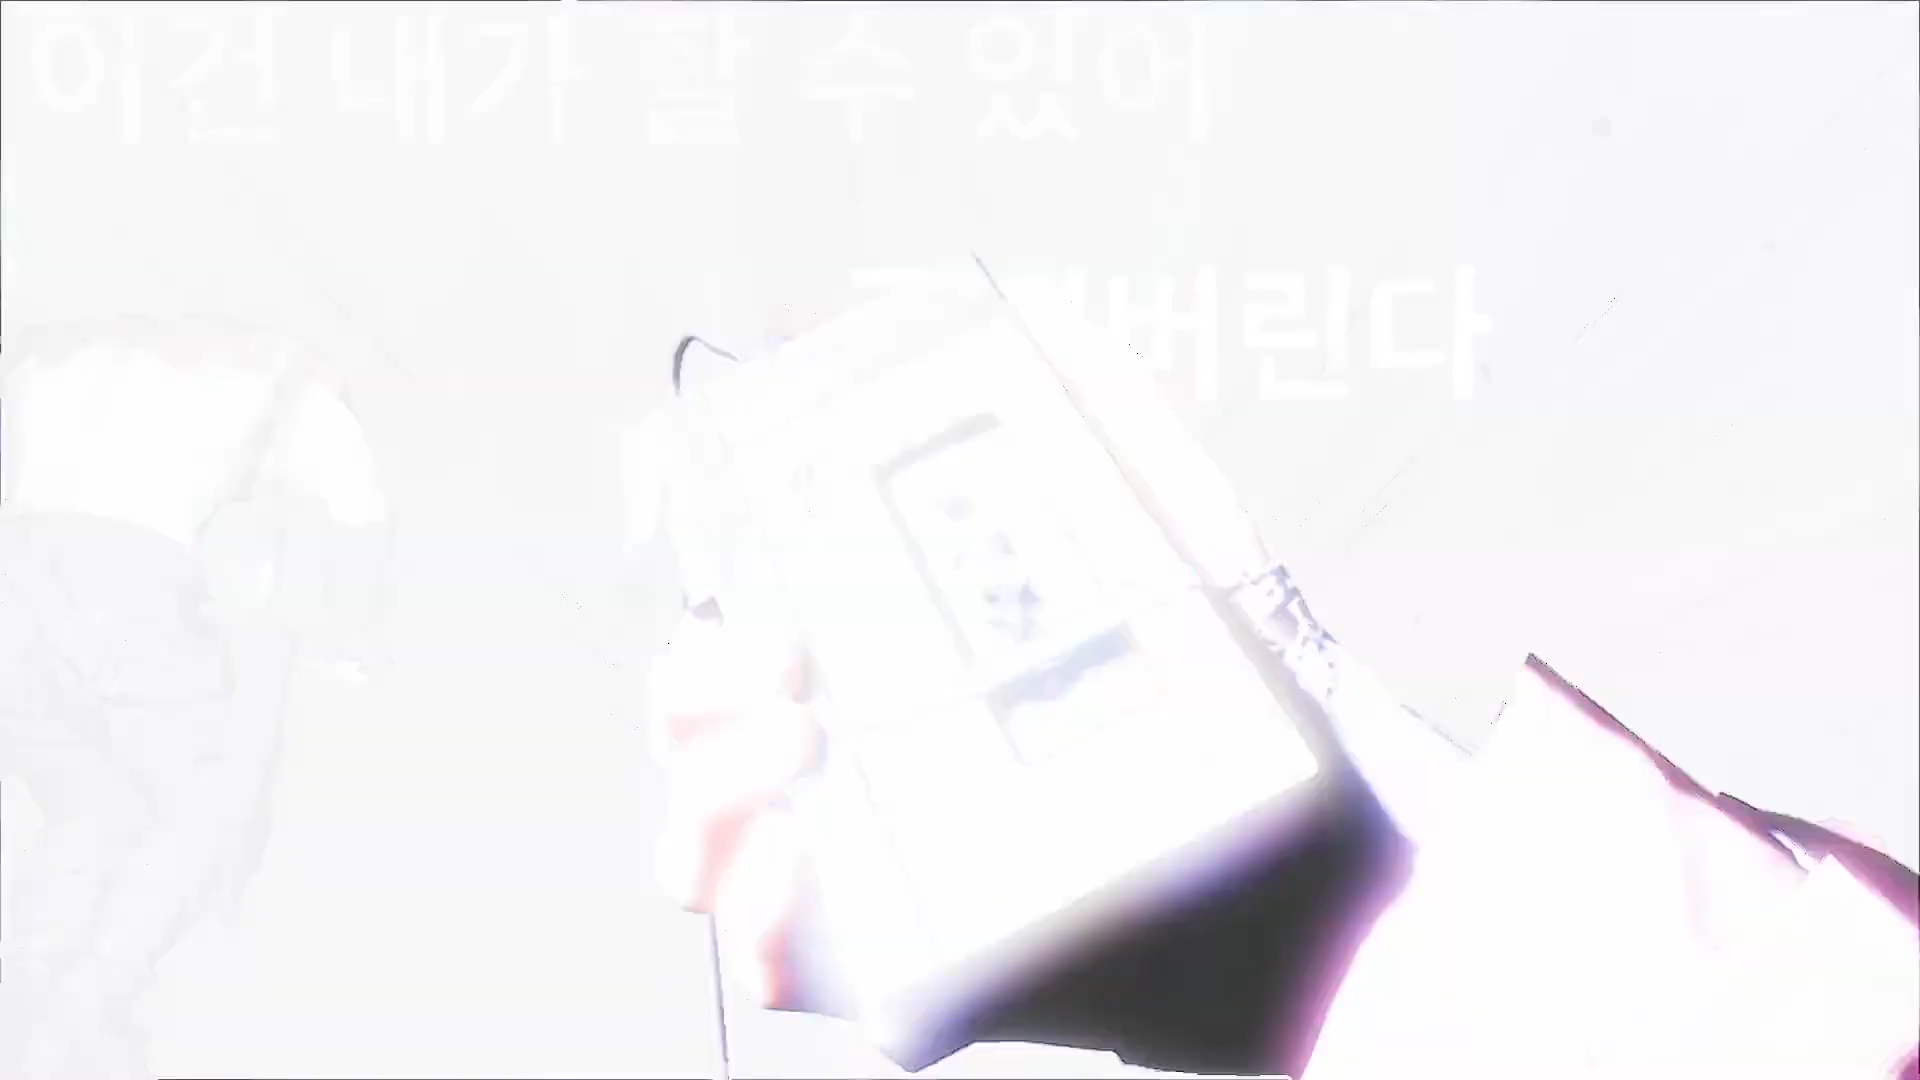 이건 내가 할 수 있어
버린다